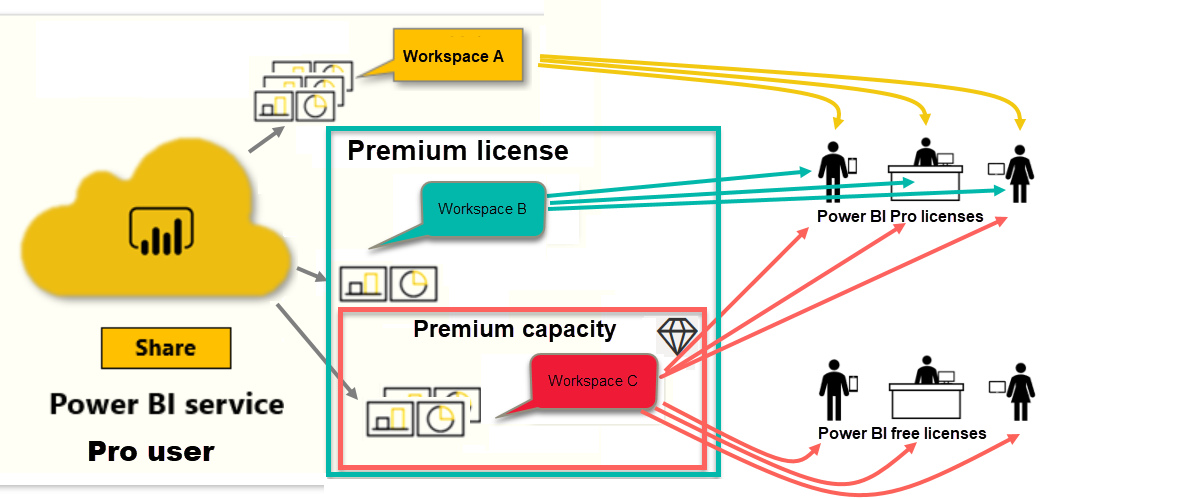 Workspace A
Premium license
Workspace B
Power BI Pro licenses
Premium capacity
Share
Workspace C
Power BI service
Pro user
Power BI free licenses